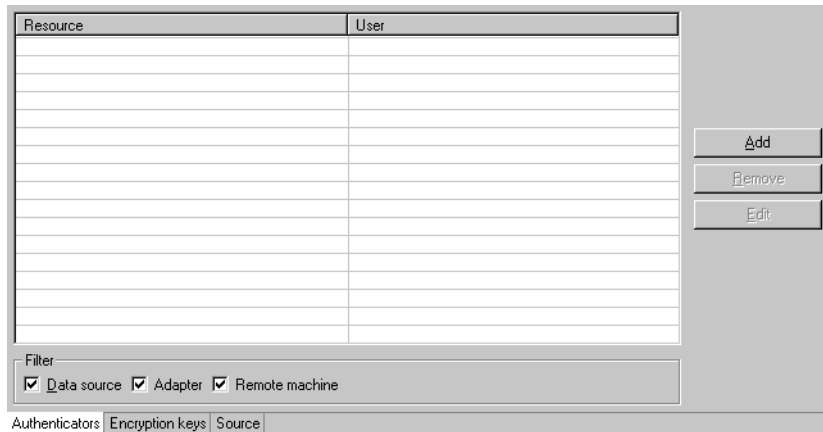 Resource User
Add
Remove
Edit
Filter
Data source Adapter Remote machine
Authenticators Encryption keys Source